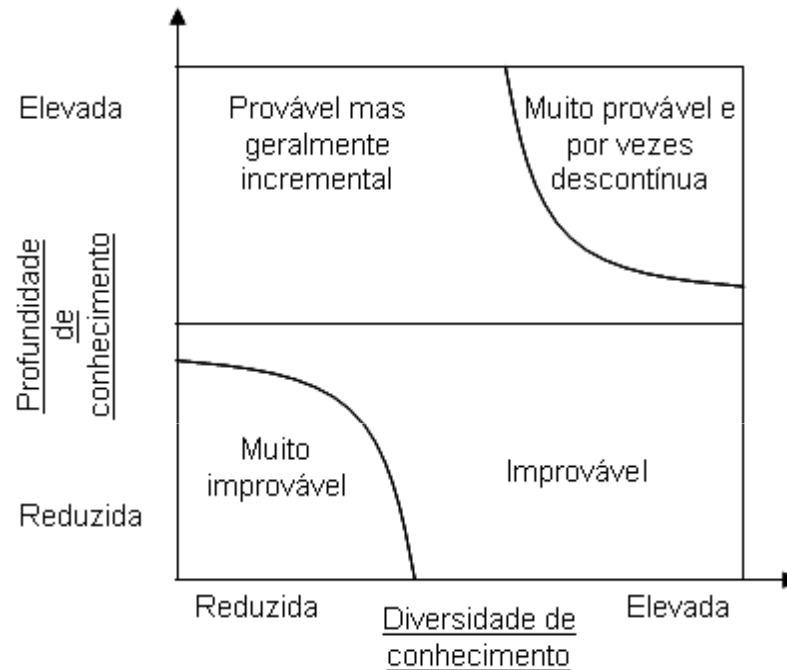 Elevada
Provável mas
geralmente
incremental
Muito provável e
por vezes
descontínua
Profundidade
de
conhecimento
Muito
improvável
Improvável
Reduzida
Reduzida
Diversidade de
conhecimento
Elevada